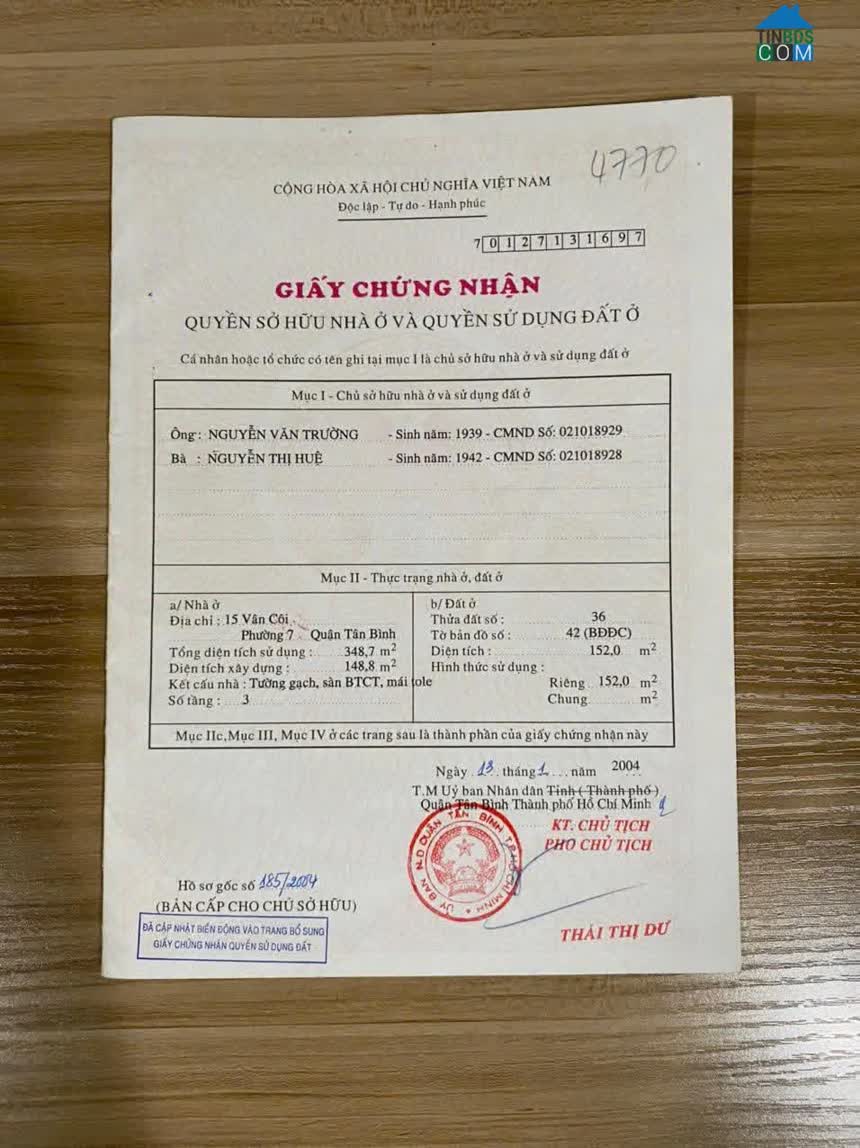 TINBDS
COM
4770
CỘNG HÒA XÃ HỘI CHỦ NGHĨA VIỆT NAM
Độc lập - Tự do - Hạnh phúc
7 0 1 2 7 1 3 1 6 9 7
GIẤY CHỨNG NHẬN
QUYỀN SỞ HỮU NHÀ Ở VÀ QUYỀN SỬ DỤNG ĐẤT Ở
Cá nhân hoặc tổ chức có tên ghi tại mục I là chủ sở hữu nhà ở và sử dụng đất ở
Mục I - Chủ sở hữu nhà ở và sử dụng đất ở
Ông : NGUYỄN VĂN TRƯỜNG - Sinh năm: 1939 - CMND Số: 021018929
Bà : NGUYỄN THỊ HUỆ - Sinh năm: 1942 - CMND Số: 021018928
Mục II - Thực trạng nhà ở, đất ở
a/ Nhà ở
Địa chỉ : 15 Vân Côi
Phường 7 Quận Tân Bình
Tổng diện tích sử dụng : 348,7 m²
Diện tích xây dựng : 148,8 m²
Kết cấu nhà : Tường gạch, sàn BTCT, mái tole
Số tầng : 3
b/ Đất ở
Thửa đất số : 36
Tờ bản đồ số : 42 (BĐĐC)
Diện tích : 152,0 m²
Hình thức sử dụng :
Riêng 152,0 m²
Chung m²
Mục IIc, Mục III, Mục IV ở các trang sau là thành phần của giấy chứng nhận này
Ngày 13 tháng 1 năm 2004
T.M Uỷ ban Nhân dân Tỉnh ( Thành phố )
Quận Tân Bình Thành phố Hồ Chí Minh
KT. CHỦ TỊCH
PHÓ CHỦ TỊCH
ỦY BAN N.D QUẬN TÂN BÌNH T.P HỒ CHÍ MINH
THÁI THỊ DƯ
Hồ sơ gốc số 185/2004
(BẢN CẤP CHO CHỦ SỞ HỮU)
ĐÃ CẬP NHẬT BIẾN ĐỘNG VÀO TRANG BỔ SUNG
GIẤY CHỨNG NHẬN QUYỀN SỬ DỤNG ĐẤT